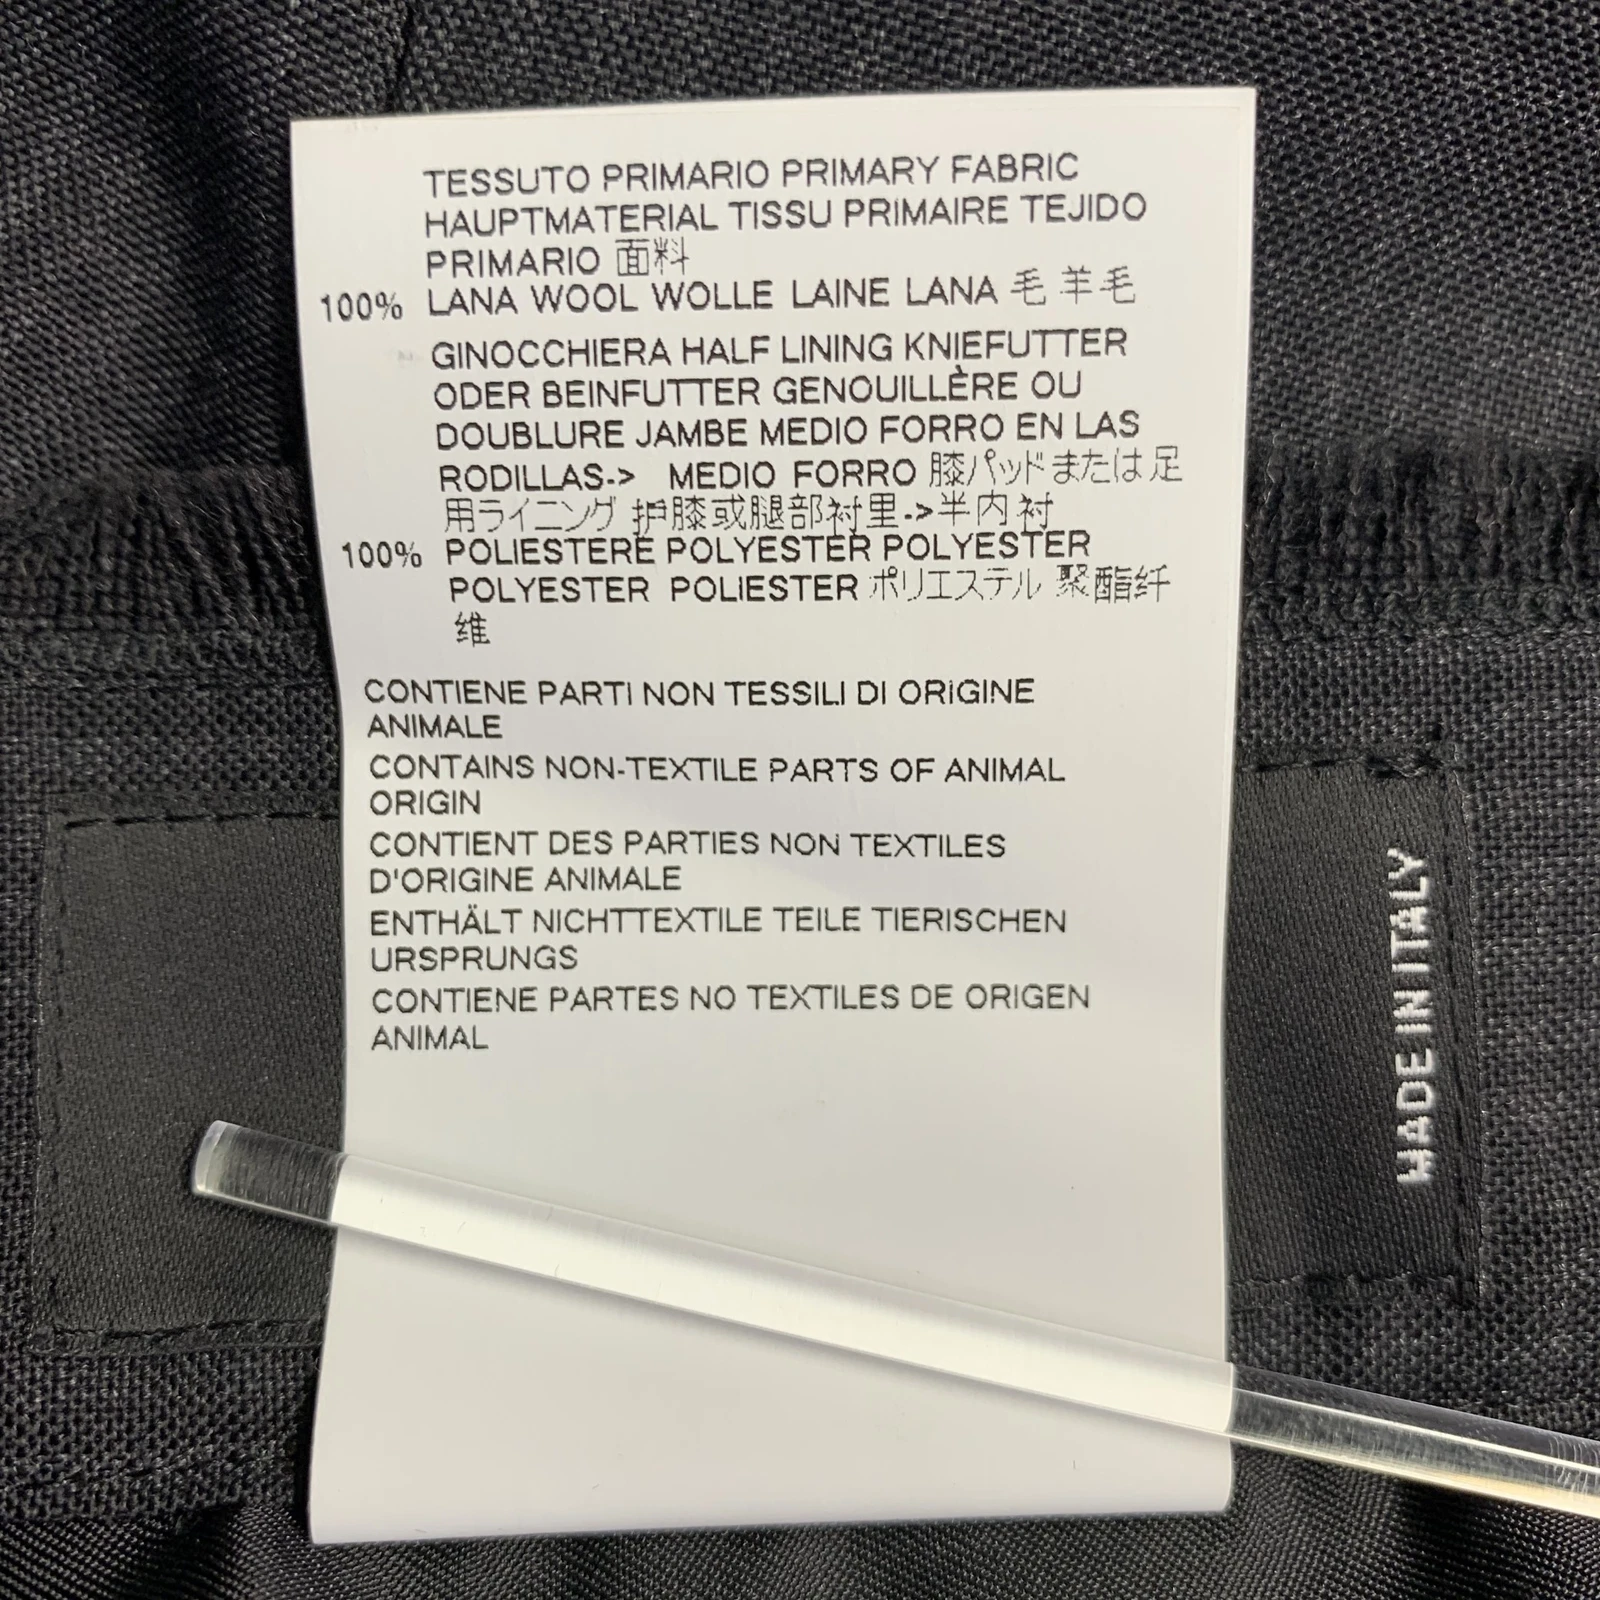 TESSUTO PRIMARIO PRIMARY FABRIC
HAUPTMATERIAL TISSU PRIMAIRE TEJIDO
PRIMARIO 面料
100% LANA WOOL WOLLE LAINE LANA 毛 羊毛
GINOCCHIERA HALF LINING KNIEFUTTER
ODER BEINFUTTER GENOUILLÈRE OU
DOUBLURE JAMBE MEDIO FORRO EN LAS
RODILLAS-> MEDIO FORRO 膝パッドまたは足
用ライニング 护膝或腿部衬里->半内衬
100% POLIESTERE POLYESTER POLYESTER
POLYESTER POLIESTER ポリエステル 聚酯纤
维
CONTIENE PARTI NON TESSILI DI ORIGINE
ANIMALE
CONTAINS NON-TEXTILE PARTS OF ANIMAL
ORIGIN
CONTIENT DES PARTIES NON TEXTILES
D'ORIGINE ANIMALE
ENTHÄLT NICHTTEXTILE TEILE TIERISCHEN
URSPRUNGS
CONTIENE PARTES NO TEXTILES DE ORIGEN
ANIMAL
MADE IN ITALY